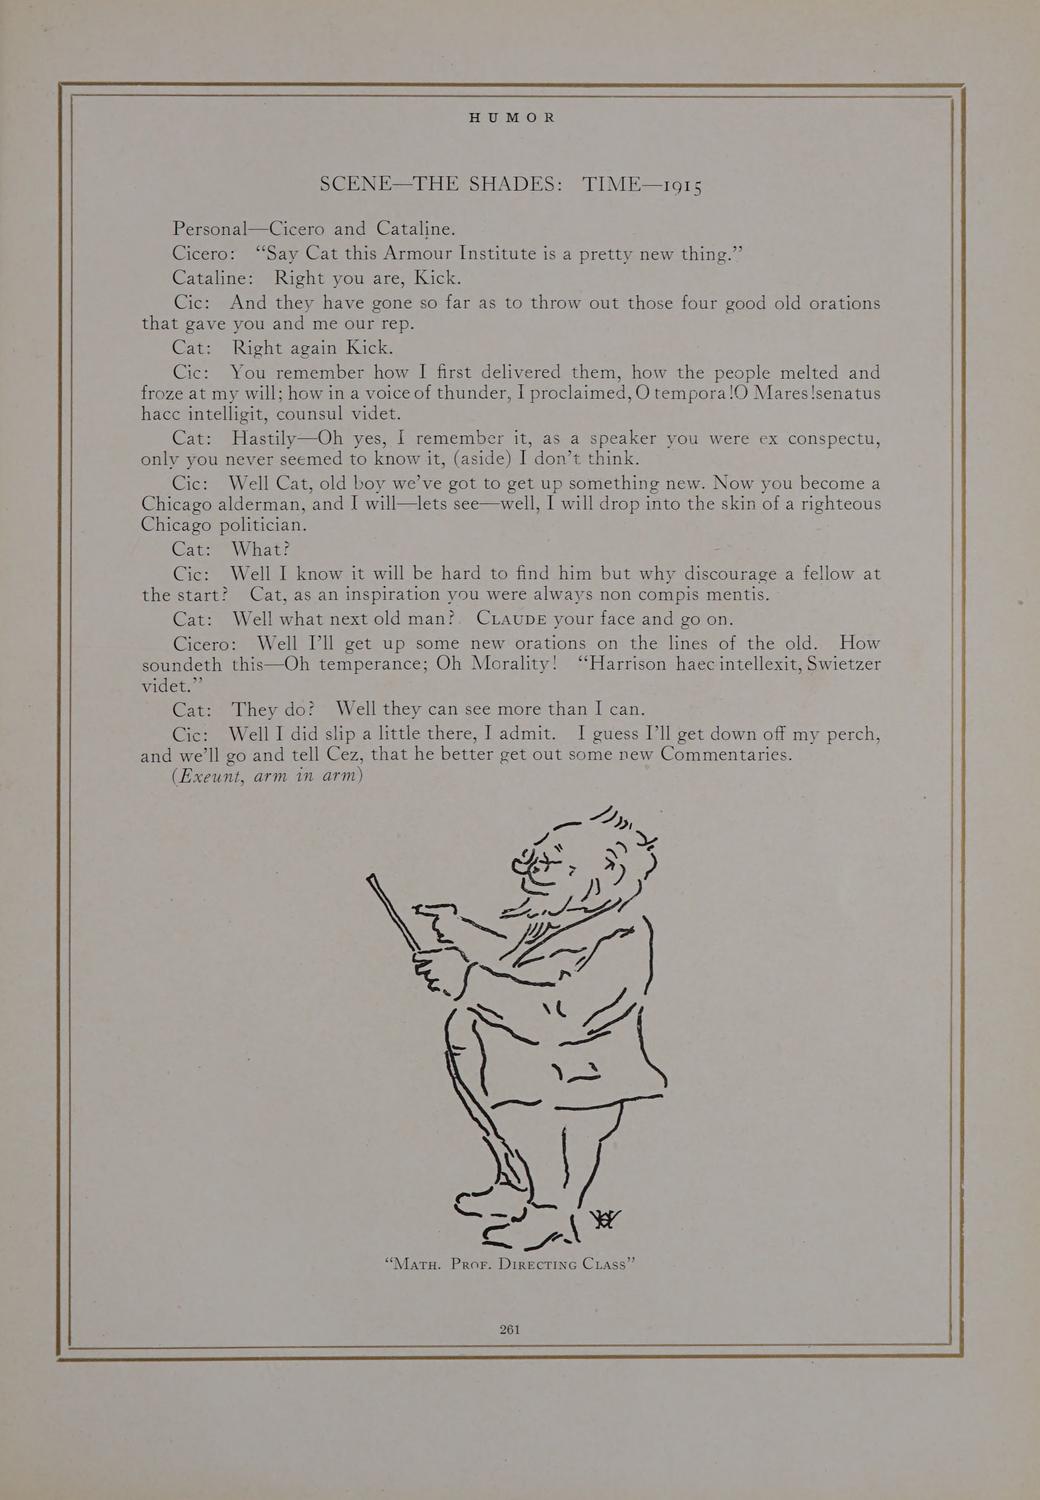 HUMOR
SCENE—THE SHADES: TIME—1915
Personal—Cicero and Cataline.
Cicero: “Say Cat this Armour Institute is a pretty new thing.”
Cataline: Right you are, Kick.
Cic: And they have gone so far as to throw out those four good old orations
that gave you and me our rep.
Cat: Right again Kick.
Cic: You remember how I first delivered them, how the people melted and
froze at my will; how in a voice of thunder, I proclaimed, O tempora!O Mares!senatus
hacc intelligit, counsul videt.
Cat: Hastily—Oh yes, I remember it, as a speaker you were ex conspectu,
only you never seemed to know it, (aside) I don’t think.
Cic: Well Cat, old boy we’ve got to get up something new. Now you become a
Chicago alderman, and I will—lets see—well, I will drop into the skin of a righteous
Chicago politician.
Cat: What?
Cic: Well I know it will be hard to find him but why discourage a fellow at
the start? Cat, as an inspiration you were always non compis mentis.
Cat: Well what next old man? CLAUDE your face and go on.
Cicero: Well I’ll get up some new orations on the lines of the old. How
soundeth this—Oh temperance; Oh Morality! “Harrison haec intellexit, Swietzer
videt.”
Cat: They do? Well they can see more than I can.
Cic: Well I did slip a little there, I admit. I guess I’ll get down off my perch,
and we’ll go and tell Cez, that he better get out some new Commentaries.
(Exeunt, arm in arm)
“MATH. PROF. DIRECTING CLASS”
261